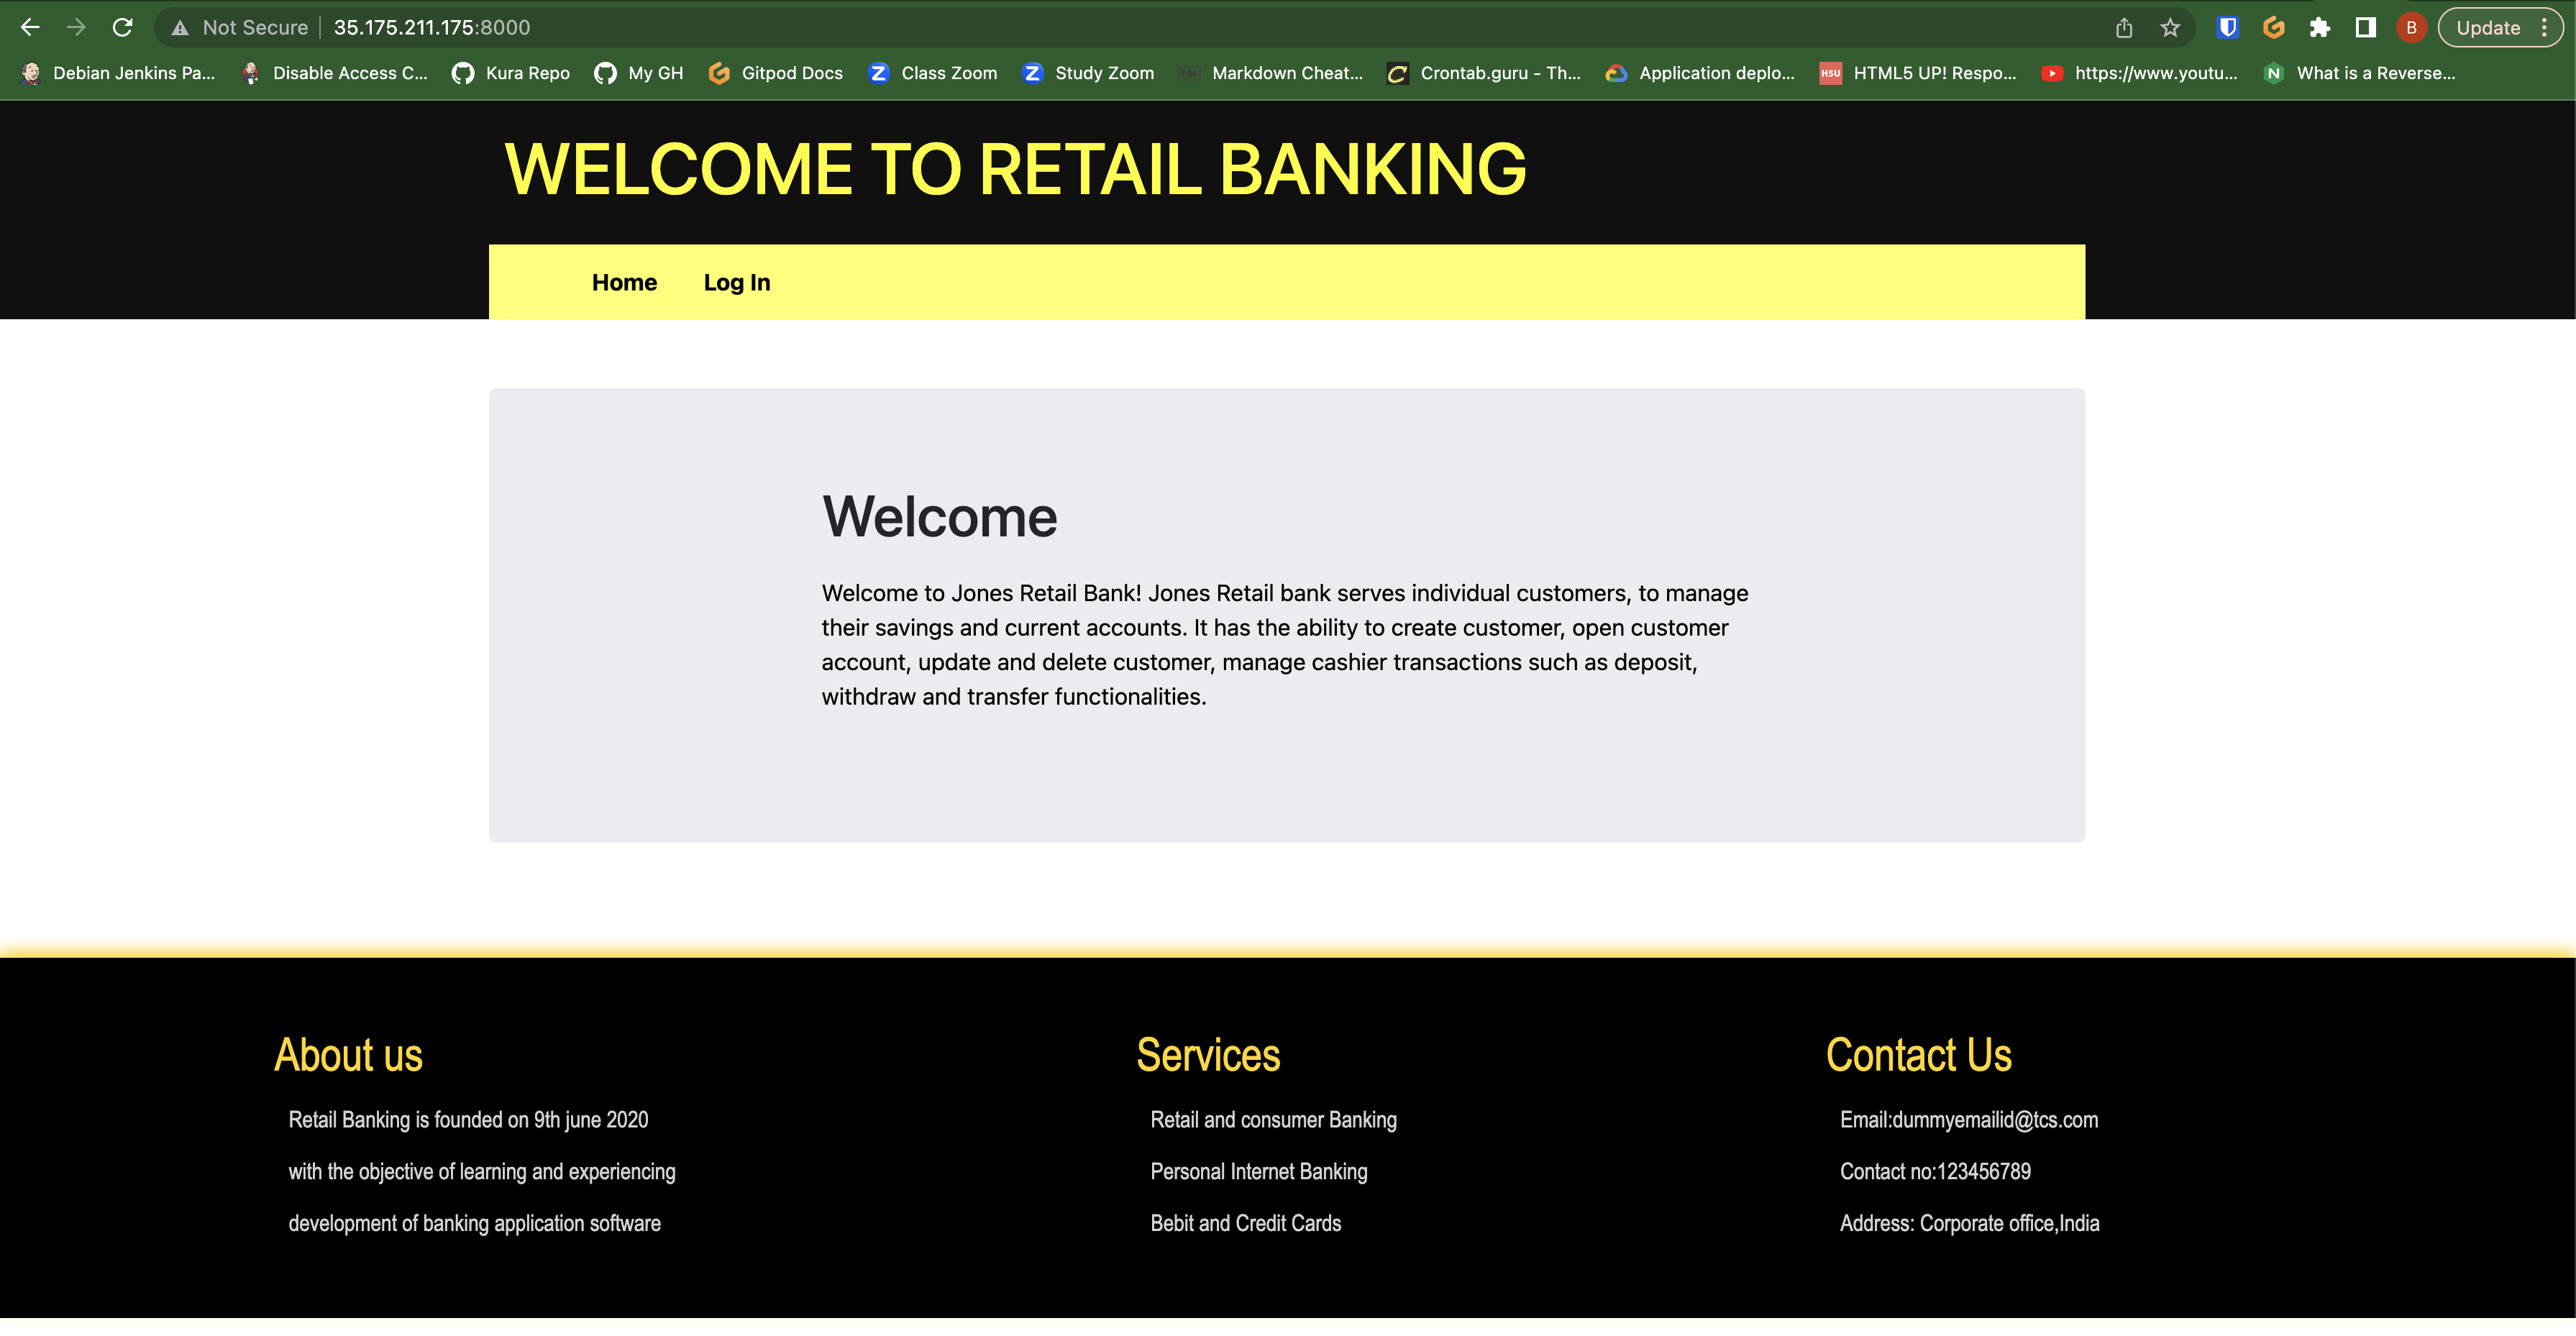 Not Secure | 35.175.211.175:8000
B
Update
Debian Jenkins Pa...
Disable Access C...
Kura Repo
My GH
Gitpod Docs
Class Zoom
Study Zoom
Markdown Cheat...
Crontab.guru - Th...
Application deplo...
H5U HTML5 UP! Respo...
https://www.youtu...
What is a Reverse...
WELCOME TO RETAIL BANKING
Home Log In
Welcome
Welcome to Jones Retail Bank! Jones Retail bank serves individual customers, to manage
their savings and current accounts. It has the ability to create customer, open customer
account, update and delete customer, manage cashier transactions such as deposit,
withdraw and transfer functionalities.
About us
Retail Banking is founded on 9th june 2020
with the objective of learning and experiencing
development of banking application software
Services
Retail and consumer Banking
Personal Internet Banking
Bebit and Credit Cards
Contact Us
Email:dummyemailid@tcs.com
Contact no:123456789
Address: Corporate office,India